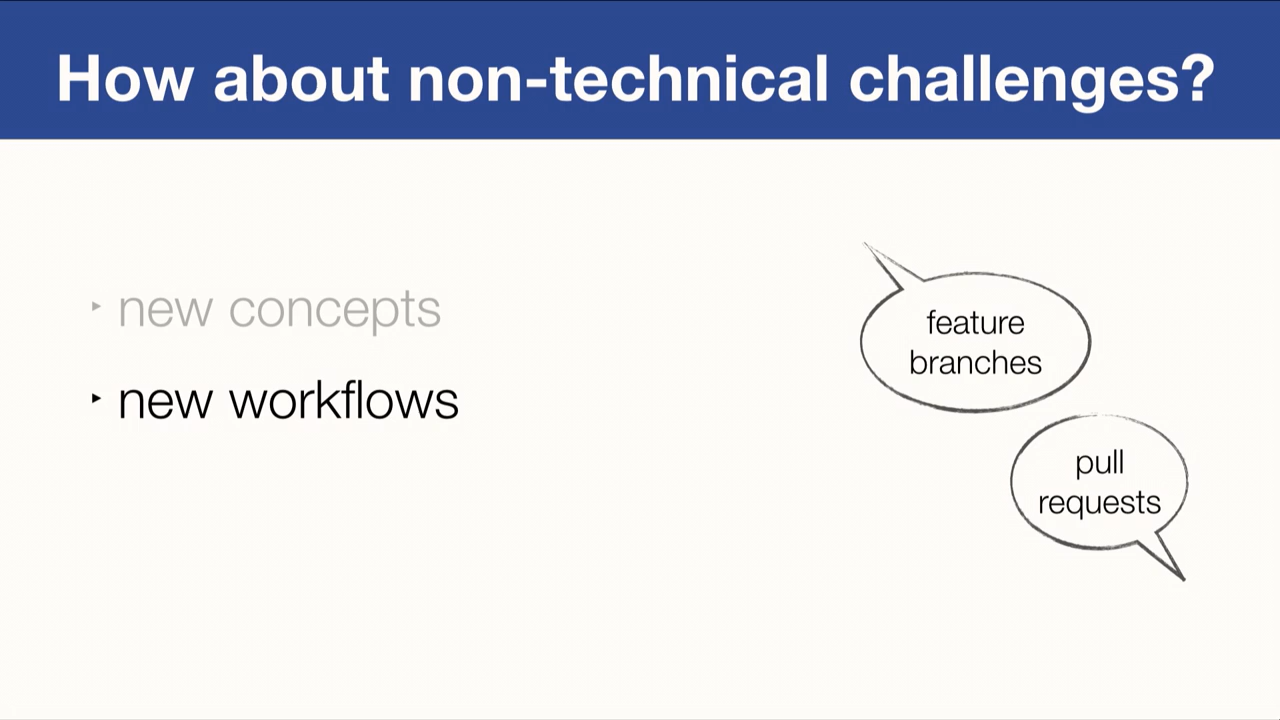 How about non-technical challenges?
‣ new concepts
‣ new workflows
feature
branches
pull
requests